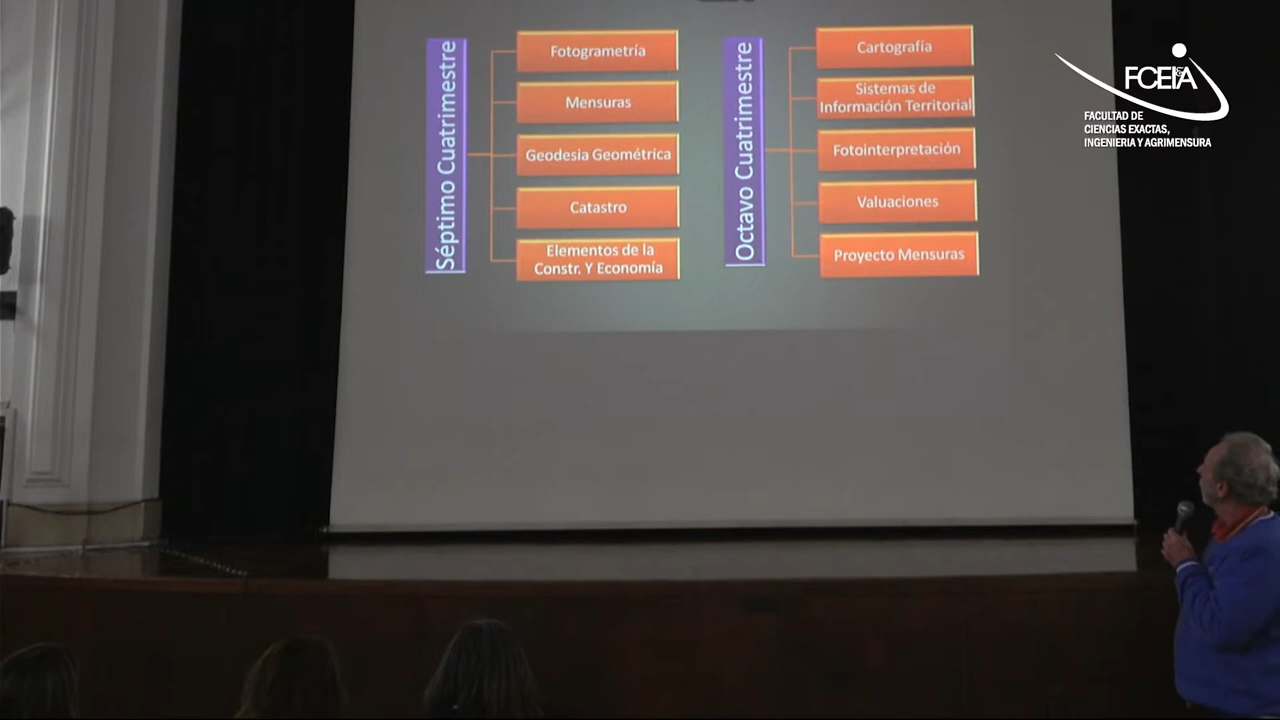 Séptimo Cuatrimestre
Fotogrametría
Mensuras
Geodesia Geométrica
Catastro
Elementos de la
Constr. Y Economía
Octavo Cuatrimestre
Cartografía
Sistemas de
Información Territorial
Fotointerpretación
Valuaciones
Proyecto Mensuras
FCEIA
FACULTAD DE
CIENCIAS EXACTAS,
INGENIERIA Y AGRIMENSURA